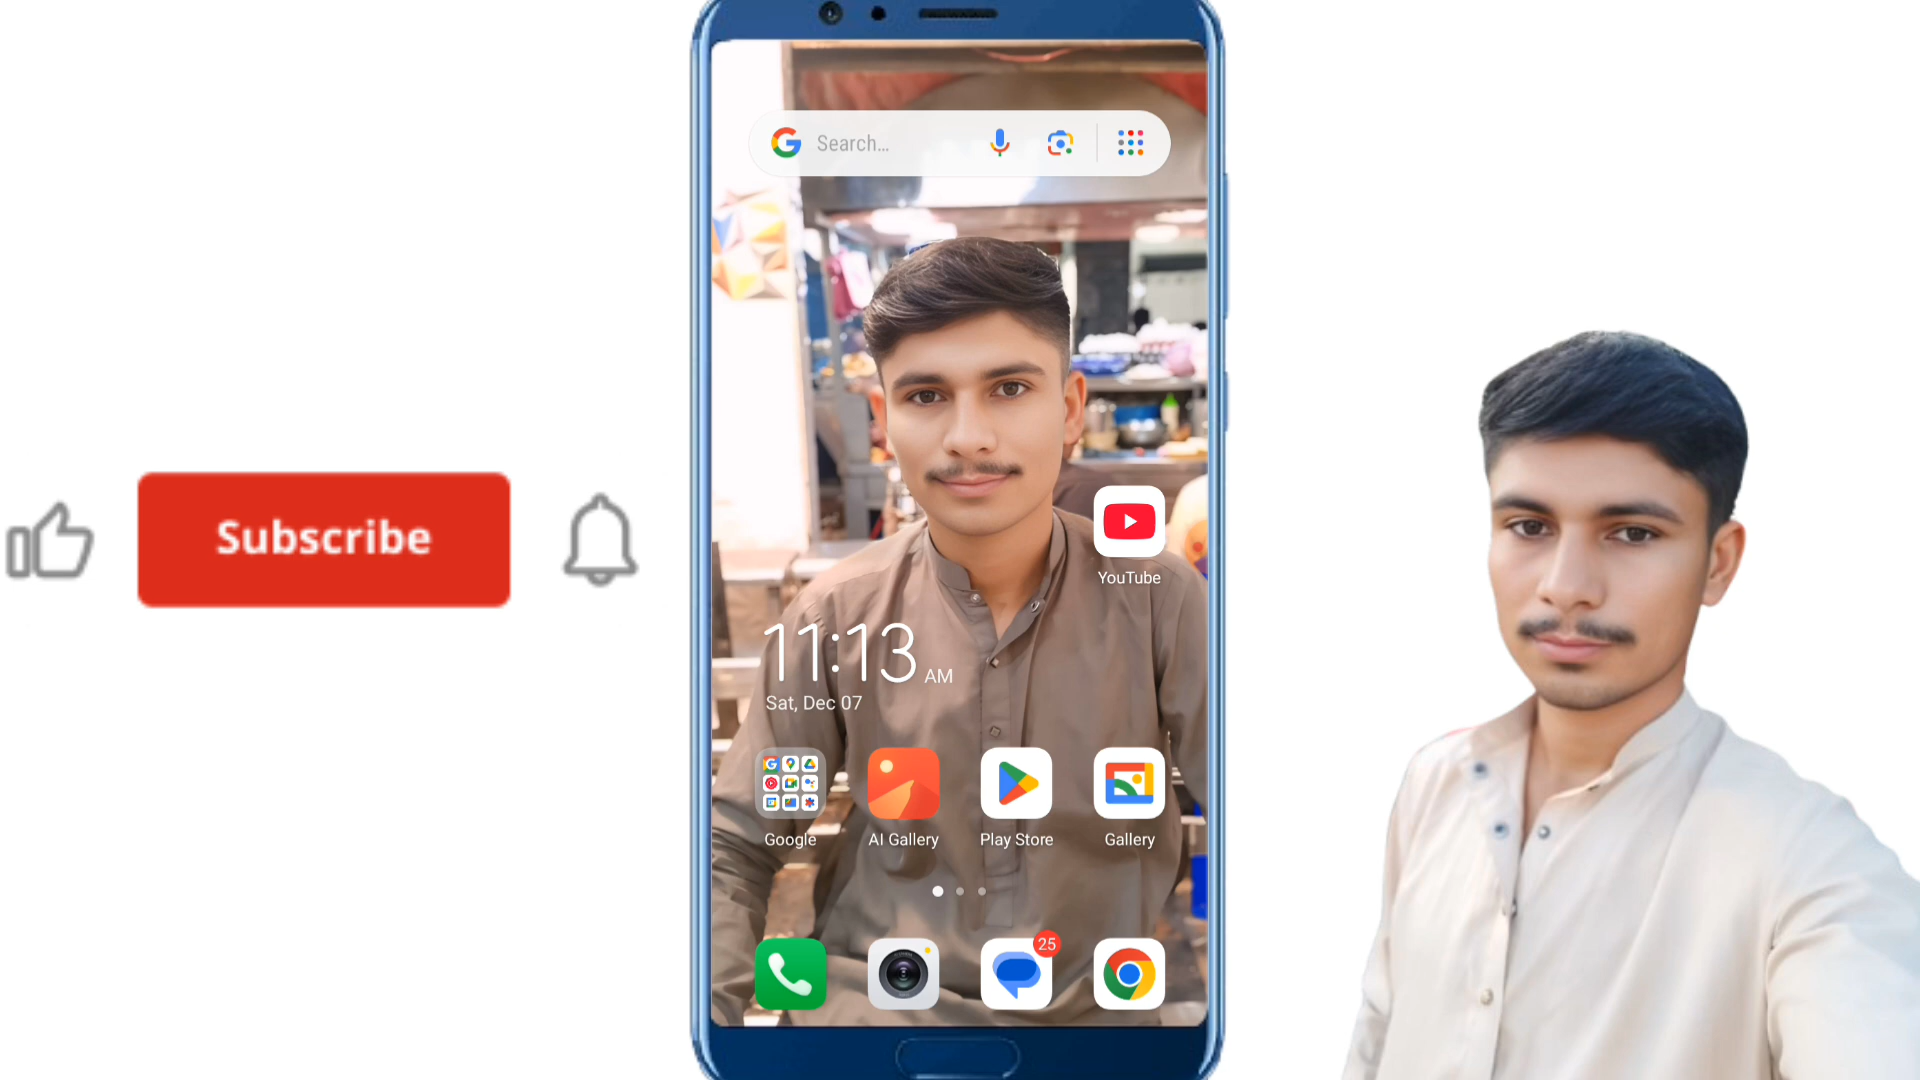 Search...
Subscribe
YouTube
11:13 AM
Sat, Dec 07
Google
AI Gallery
Play Store
Gallery
25